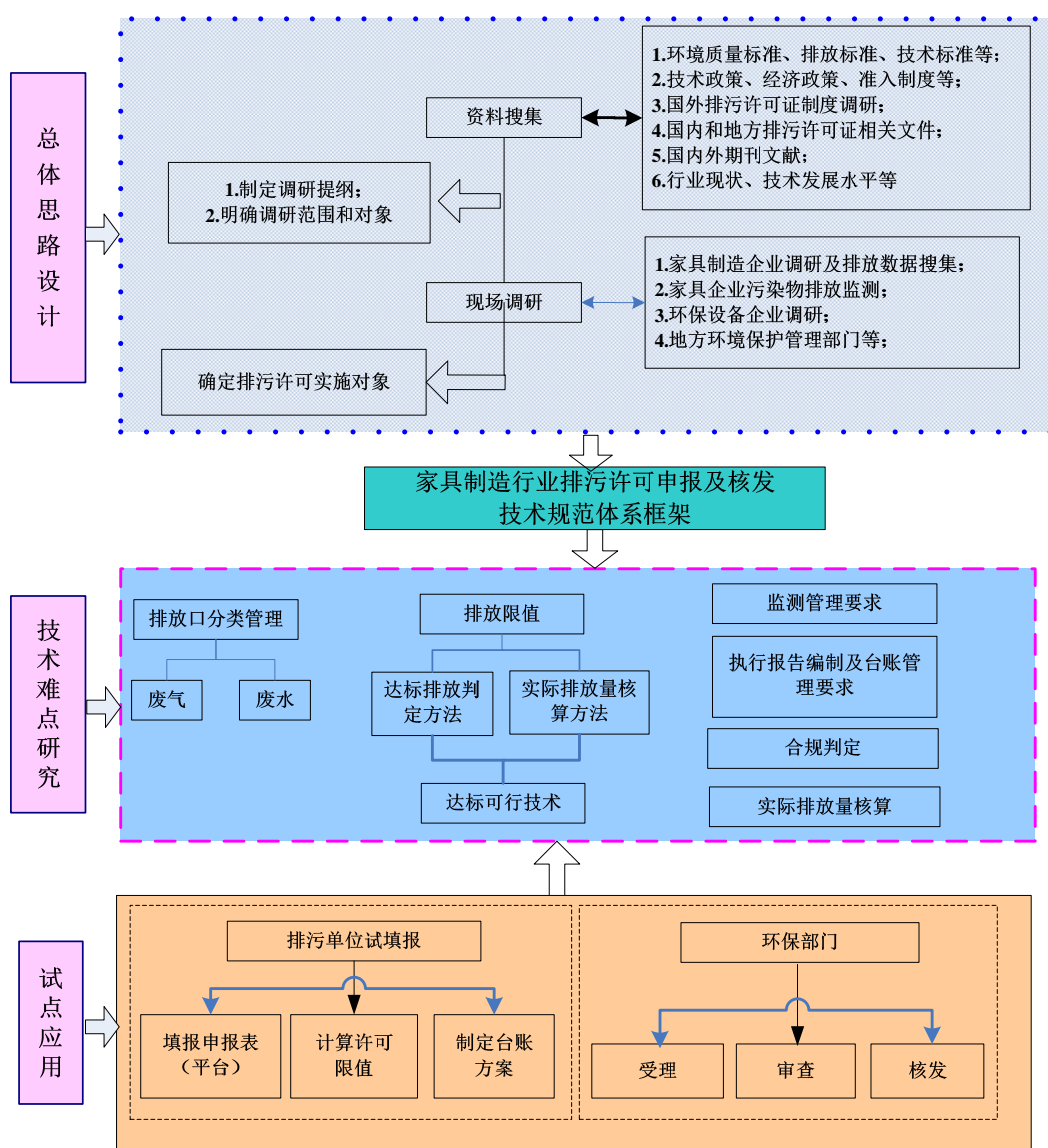 总体思路设计
资料搜集
1.环境质量标准、排放标准、技术标准等；
2.技术政策、经济政策、准入制度等；
3.国外排污许可证制度调研；
4.国内和地方排污许可证相关文件；
5.国内外期刊文献；
6.行业现状、技术发展水平等
1.制定调研提纲；
2.明确调研范围和对象
现场调研
1.家具制造企业调研及排放数据搜集；
2.家具企业污染物排放监测；
3.环保设备企业调研；
4.地方环境保护管理部门等；
确定排污许可实施对象
家具制造行业排污许可申报及核发
技术规范体系框架
技术难点研究
排放口分类管理
废气
废水
排放限值
达标排放判
定方法
实际排放量核
算方法
达标可行技术
监测管理要求
执行报告编制及台账管
理要求
合规判定
实际排放量核算
试点应用
排污单位试填报
填报申报表
（平台）
计算许可
限值
制定台账
方案
环保部门
受理
审查
核发